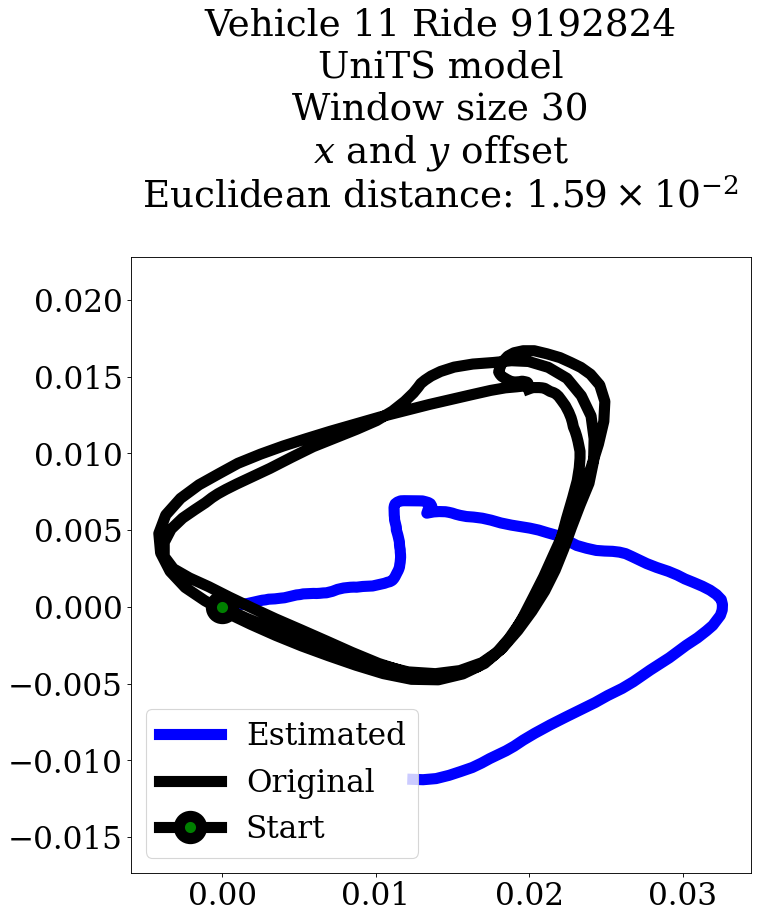 Vehicle 11 Ride 9192824
UniTS model
Window size 30
x and y offset
Euclidean distance: 1.59 × 10⁻²
0.020
0.015
0.010
0.005
0.000
−0.005
−0.010
−0.015
Estimated
Original
Start
0.00 0.01 0.02 0.03